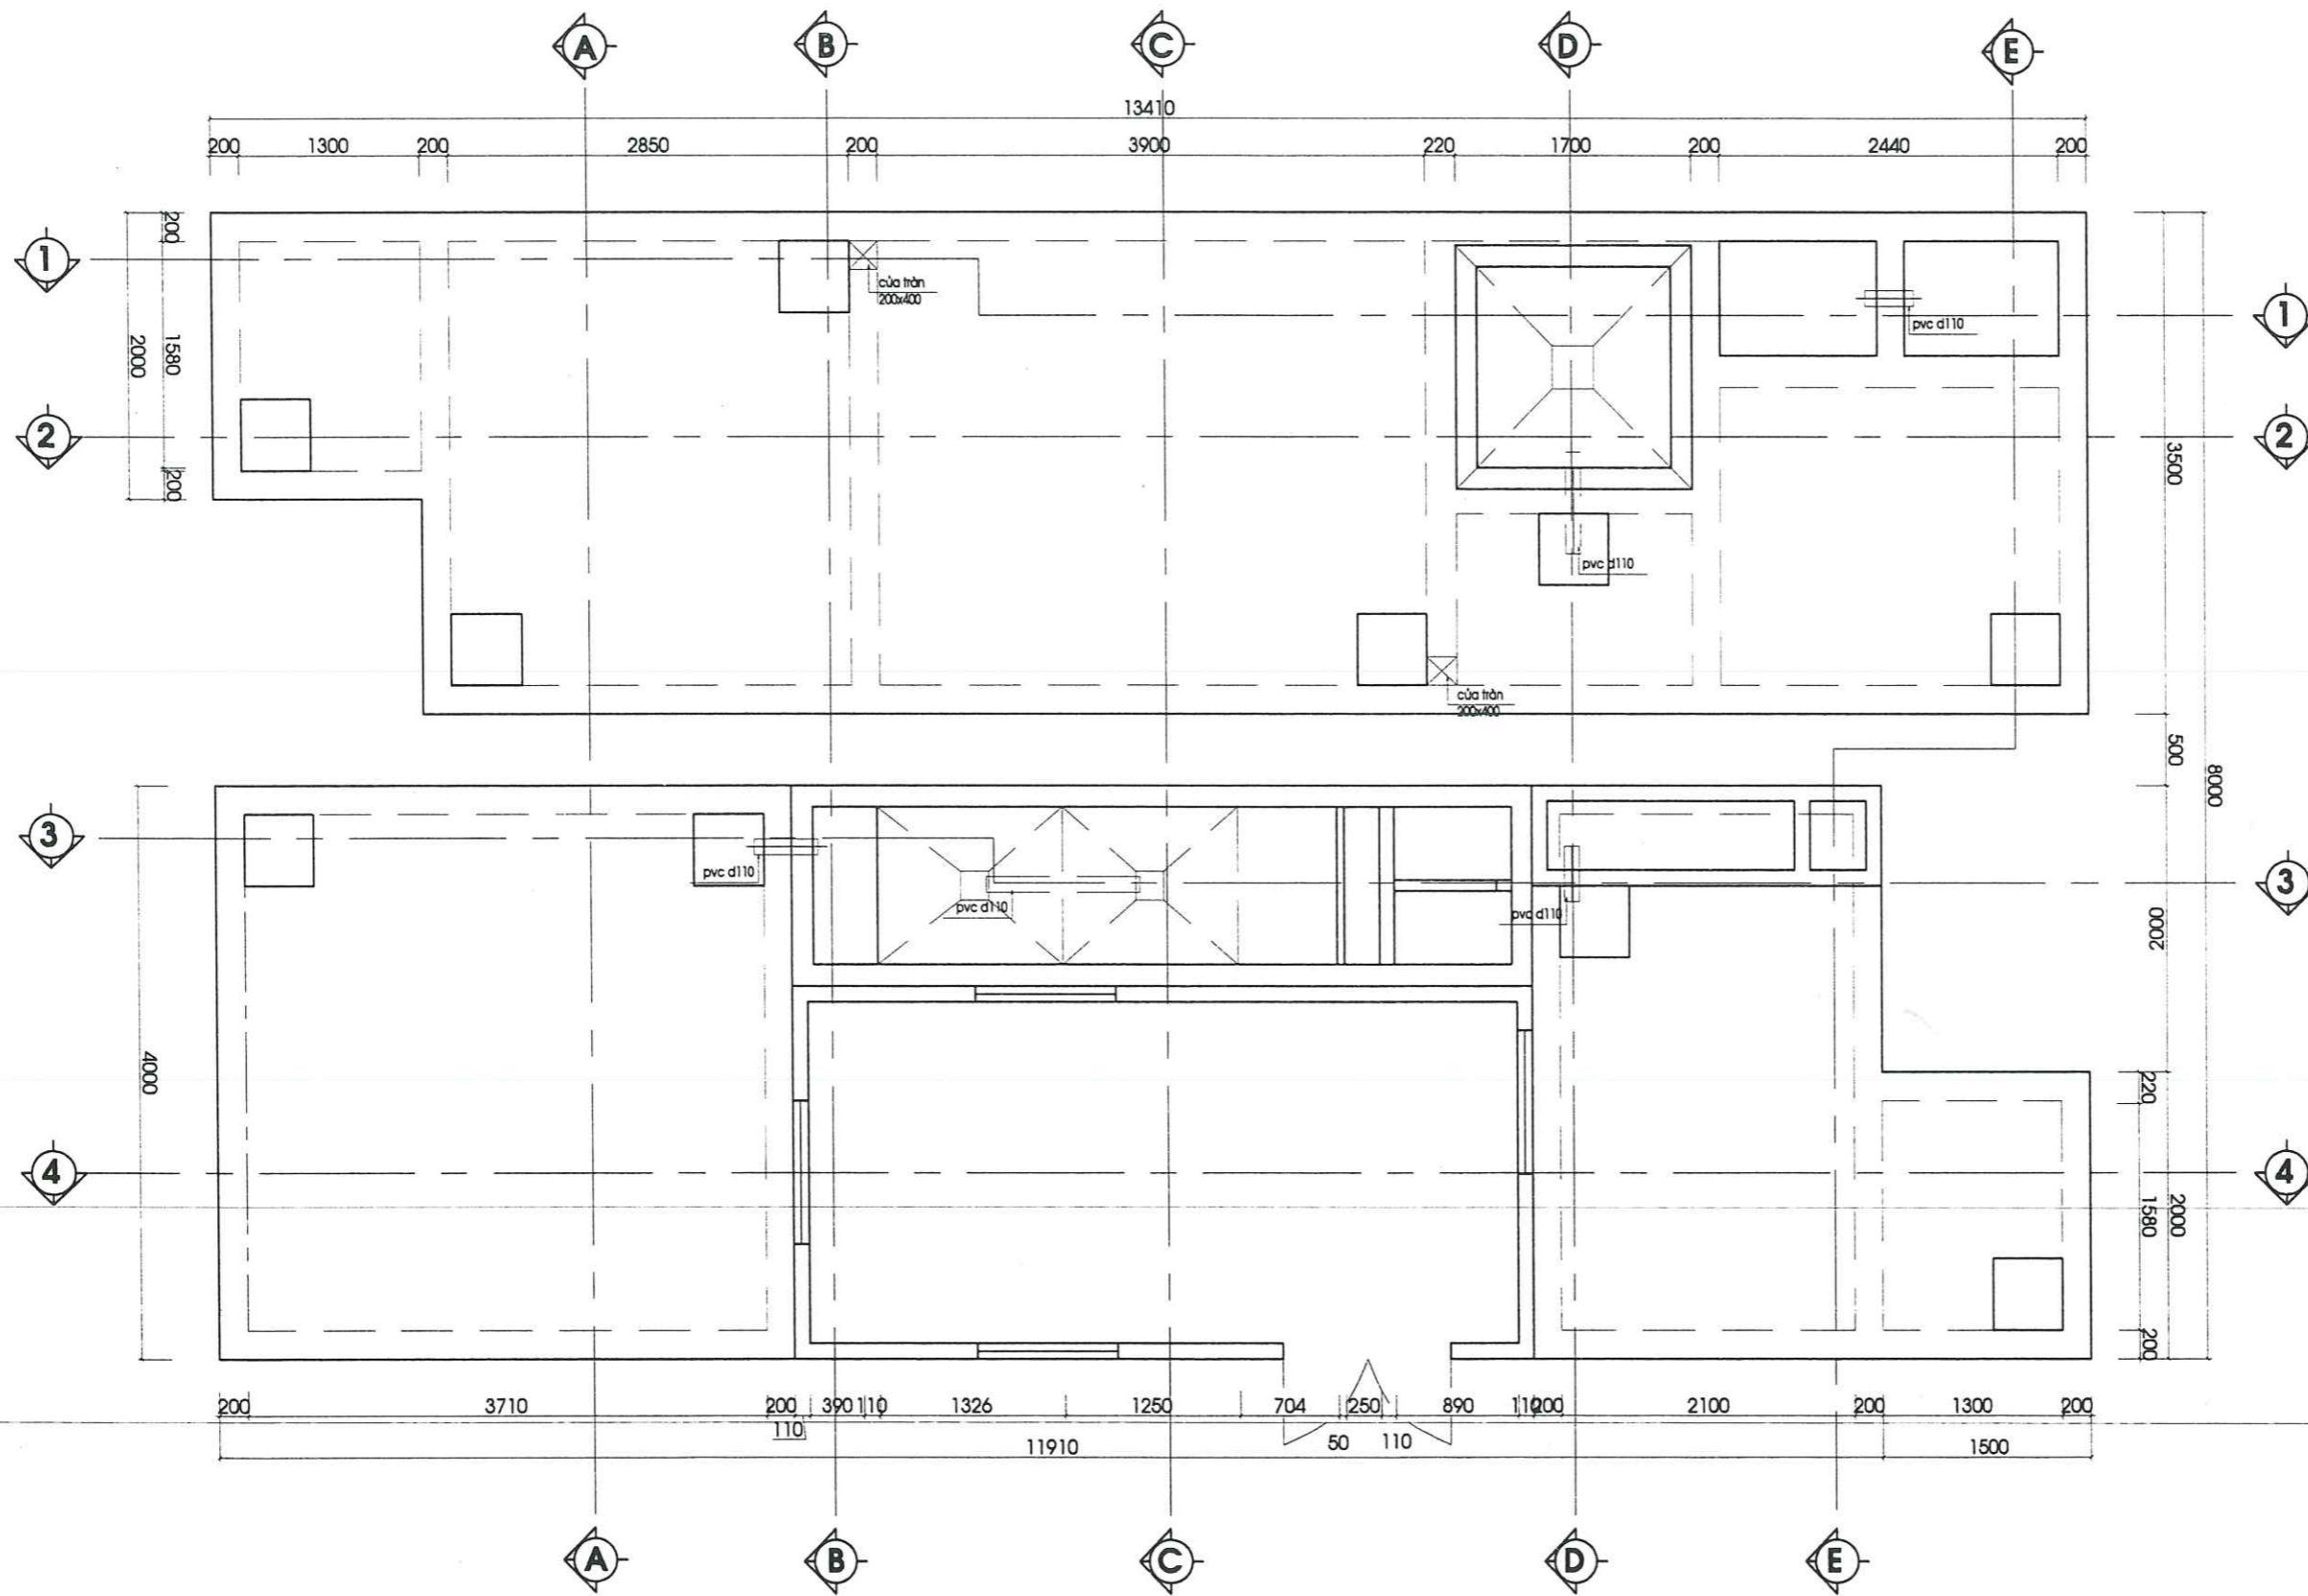 A B C D E
13410
200 1300 200 2850 200 3900 220 1700 200 2440 200
200
1 1
cửa tràn
200x400
pvc d110
1580
2000
2 2
200
3500
pvc d110
cửa tràn
200x400
500
8000
3 3
pvc d110
pvc d110
pvc d110
2000
4000
220
4 4
1580
2000
200
200 3710 200 390 110 1326 1250 704 250 890 110 200 2100 200 1300 200
110
11910
50 110
1500
A B C D E